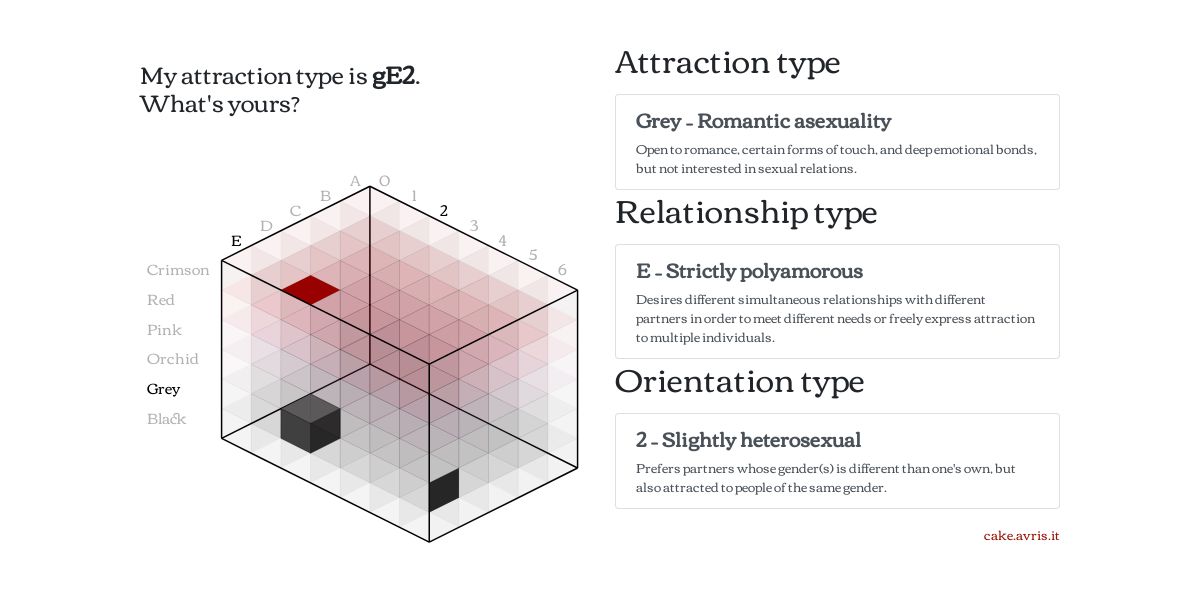 My attraction type is gE2.
What's yours?
A O
B 1
C 2
D 3
E 4
5
6
Crimson
Red
Pink
Orchid
Grey
Black
Attraction type
Grey – Romantic asexuality
Open to romance, certain forms of touch, and deep emotional bonds,
but not interested in sexual relations.
Relationship type
E – Strictly polyamorous
Desires different simultaneous relationships with different
partners in order to meet different needs or freely express attraction
to multiple individuals.
Orientation type
2 – Slightly heterosexual
Prefers partners whose gender(s) is different than one's own, but
also attracted to people of the same gender.
cake.avris.it